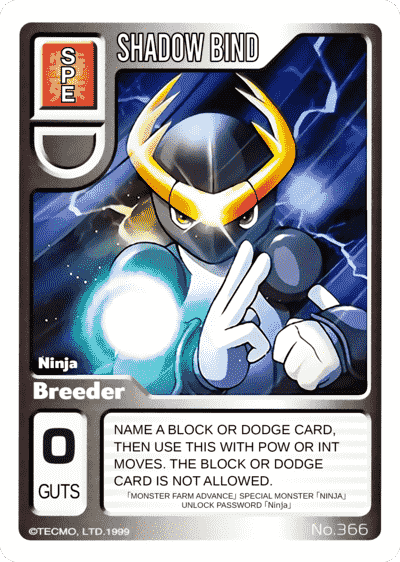 SHADOW BIND
SPE
Ninja
Breeder
0
GUTS
NAME A BLOCK OR DODGE CARD,
THEN USE THIS WITH POW OR INT
MOVES. THE BLOCK OR DODGE
CARD IS NOT ALLOWED.
「MONSTER FARM ADVANCE」 SPECIAL MONSTER 「NINJA」
UNLOCK PASSWORD 「Ninja」
©TECMO, LTD.1999
No.366